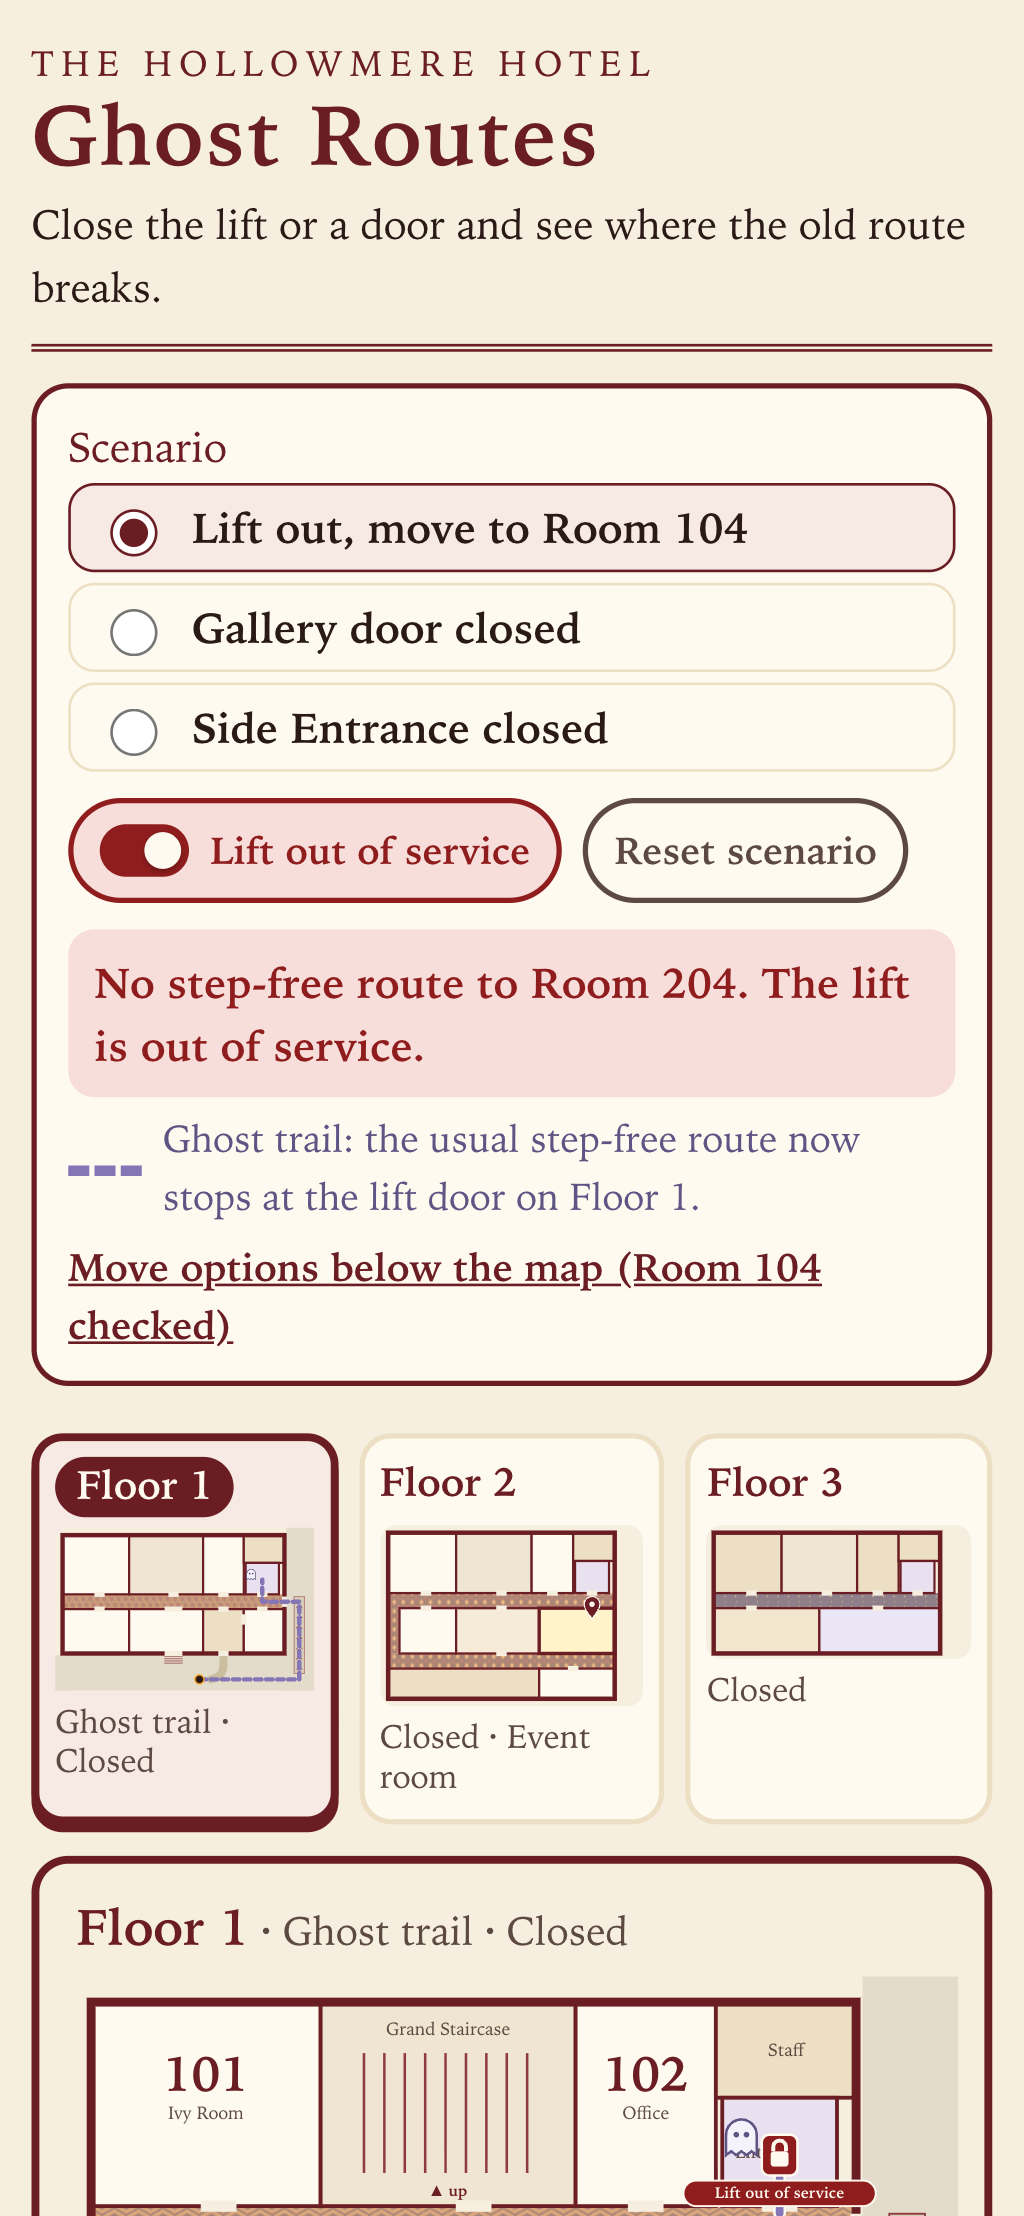 THE HOLLOWMERE HOTEL
Ghost Routes
Close the lift or a door and see where the old route
breaks.
Scenario
Lift out, move to Room 104
Gallery door closed
Side Entrance closed
Lift out of service
Reset scenario
No step-free route to Room 204. The lift
is out of service.
Ghost trail: the usual step-free route now
stops at the lift door on Floor 1.
Move options below the map (Room 104
checked)
Floor 1
Ghost trail ·
Closed
Floor 2
Closed · Event
room
Floor 3
Closed
Floor 1 · Ghost trail · Closed
101
Ivy Room
Grand Staircase
▲ up
102
Office
Staff
Lift out of service